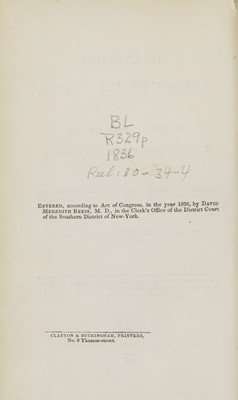 BL
R329p
1836
Reel: 80-34-4
ENTERED, according to Act of Congress, in the year 1836, by DAVID
MEREDITH REESE, M. D., in the Clerk's Office of the District Court
of the Southern District of New-York.
CLAYTON & BUCKINGHAM, PRINTERS,
No. 9 Thames-street.